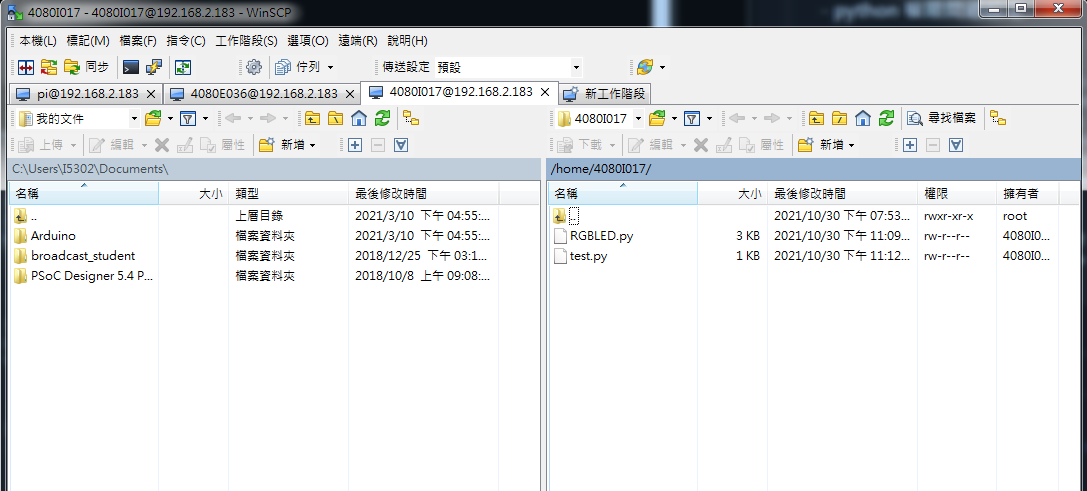 4080I017 - 4080I017@192.168.2.183 - WinSCP
- python
本機(L) 標記(M) 檔案(F) 指令(C) 工作階段(S) 選項(O) 遠端(R) 說明(H)
同步 佇列 傳送設定 預設
pi@192.168.2.183 4080E036@192.168.2.183 4080I017@192.168.2.183 新工作階段
我的文件 4080I017 尋找檔案
上傳 編輯 屬性 新增 下載 編輯 屬性 新增
C:\Users\I5302\Documents\ /home/4080I017/
名稱 大小 類型 最後修改時間 名稱 大小 最後修改時間 權限 擁有者
.. 上層目錄 2021/3/10 下午 04:55:... 2021/10/30 下午 07:53... rwxr-xr-x root
Arduino 檔案資料夾 2021/3/10 下午 04:55:... RGBLED.py 3 KB 2021/10/30 下午 11:09... rw-r--r-- 4080I0...
broadcast_student 檔案資料夾 2018/12/25 下午 03:1... test.py 1 KB 2021/10/30 下午 11:12... rw-r--r-- 4080I0...
PSoC Designer 5.4 P... 檔案資料夾 2018/10/8 上午 09:08:...